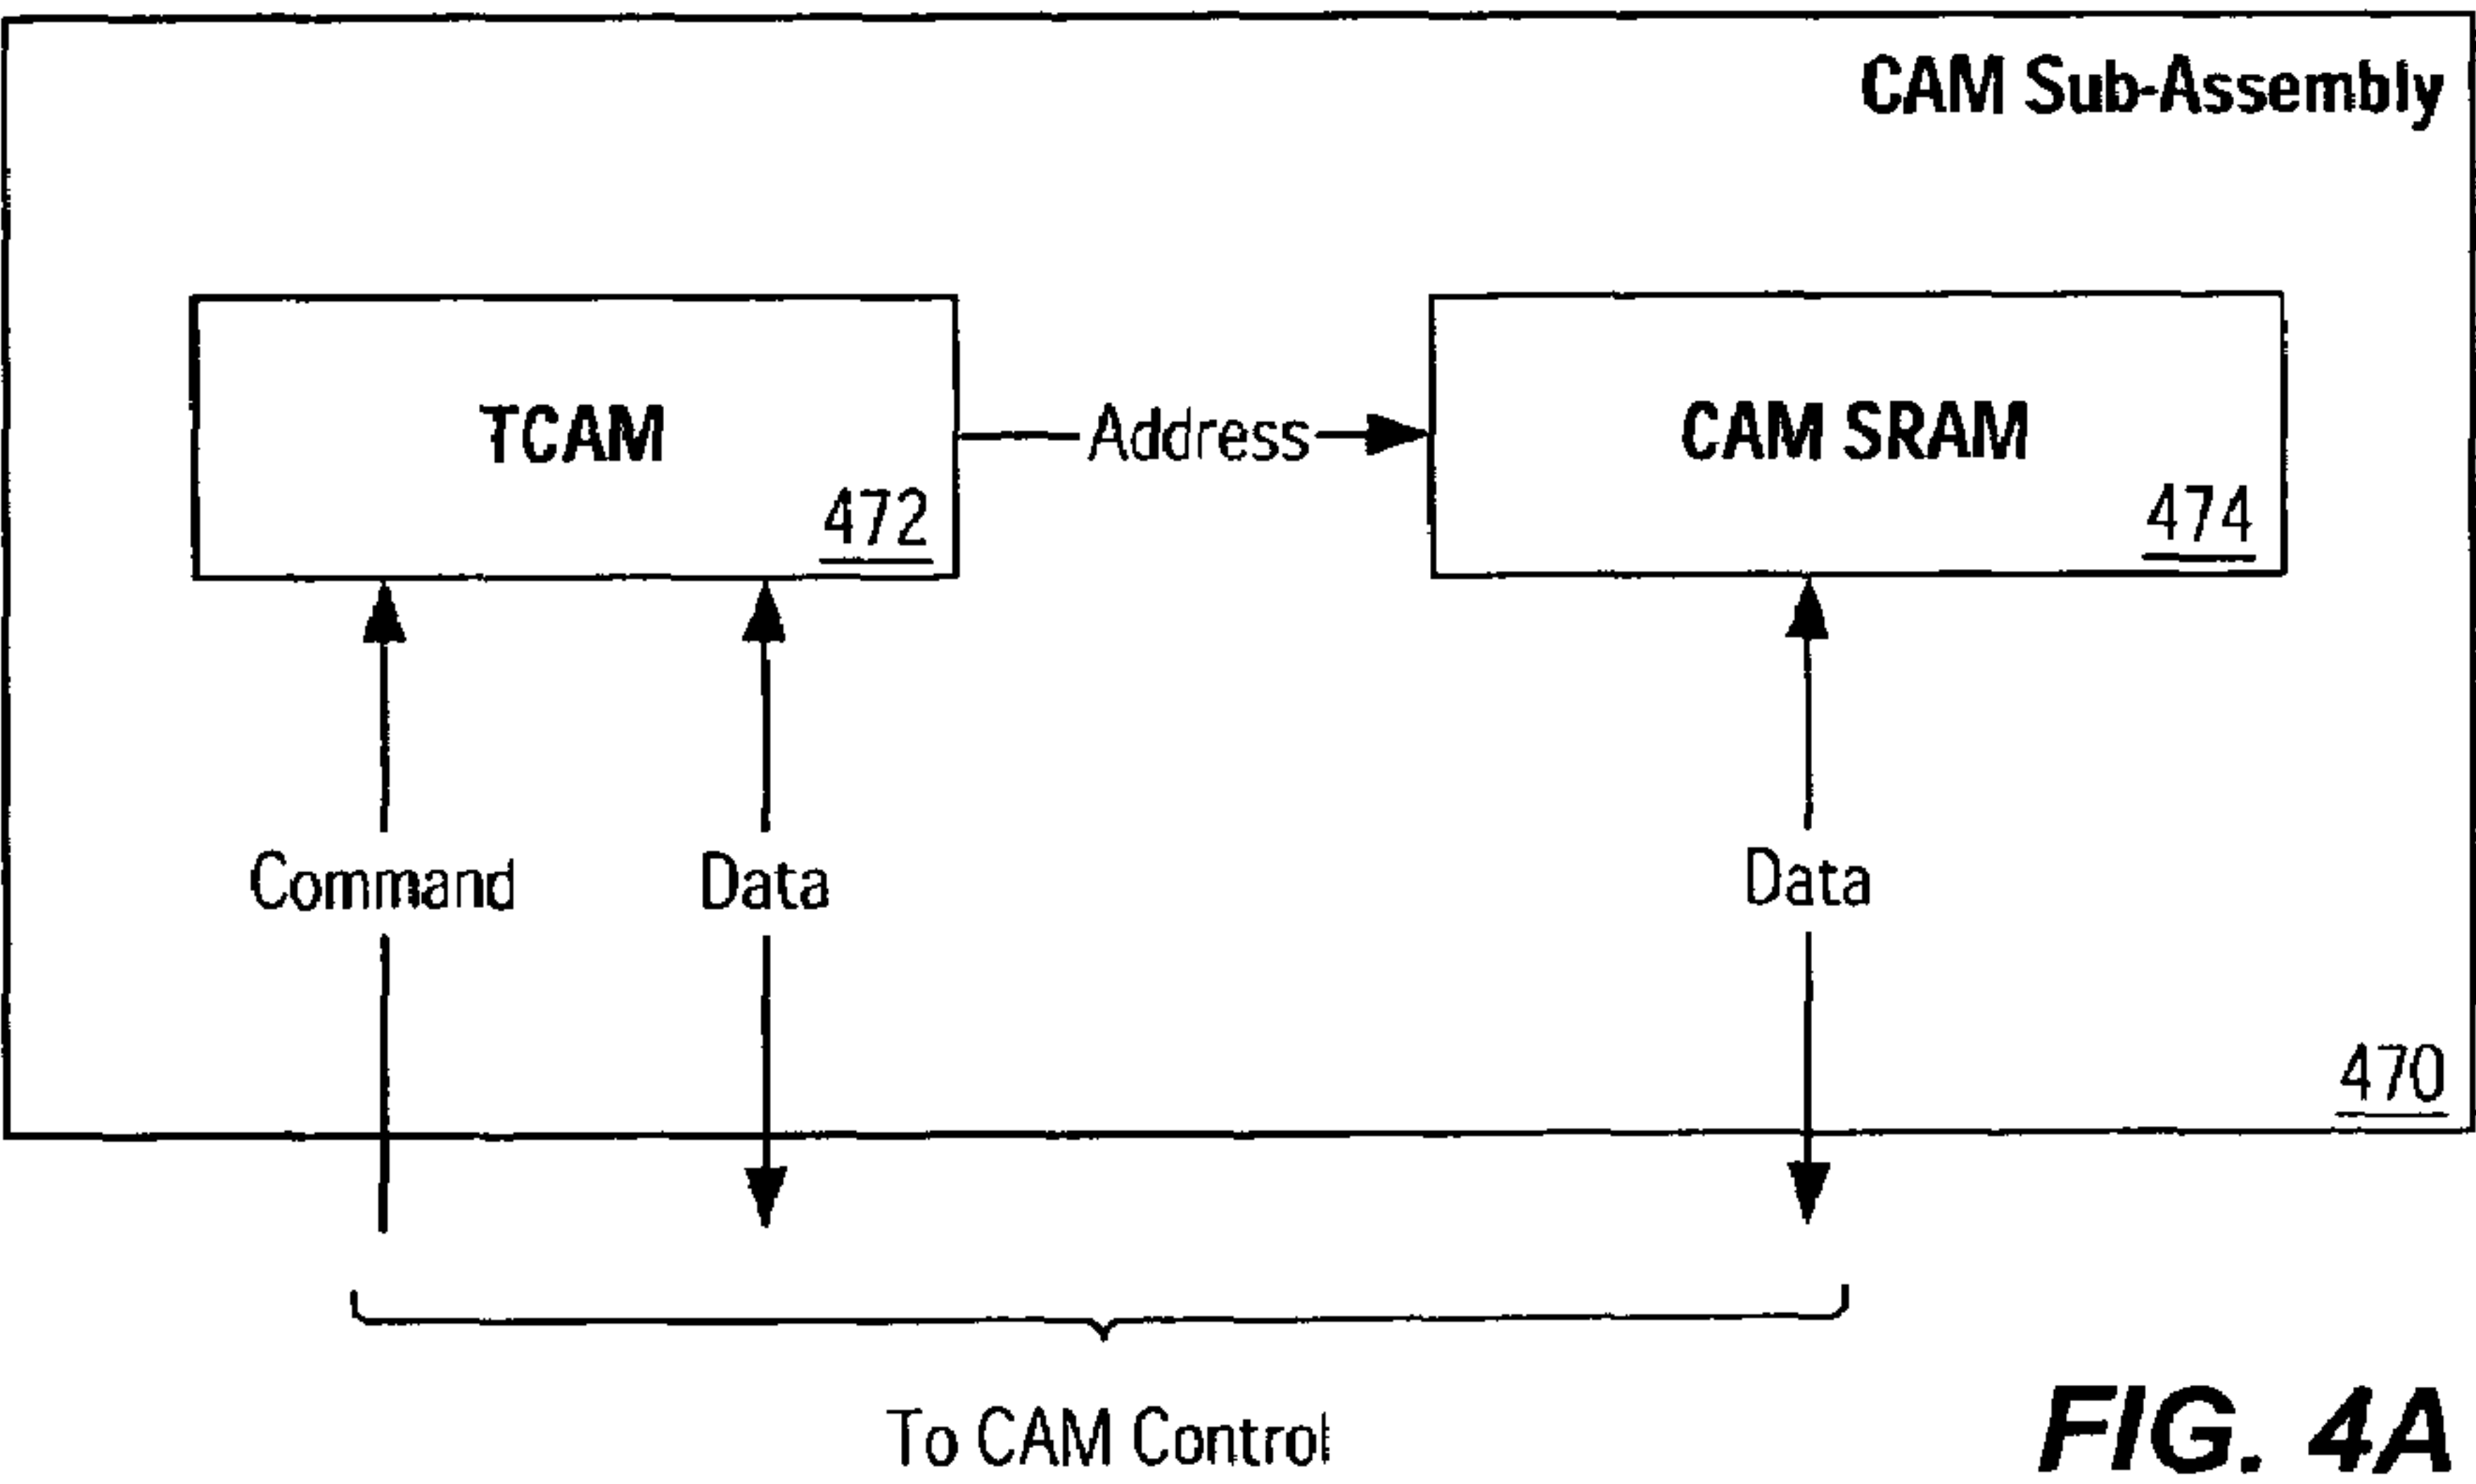 CAM Sub-Assembly
TCAM
472
Address
CAM SRAM
474
Command
Data
Data
470
To CAM Control
FIG. 4A